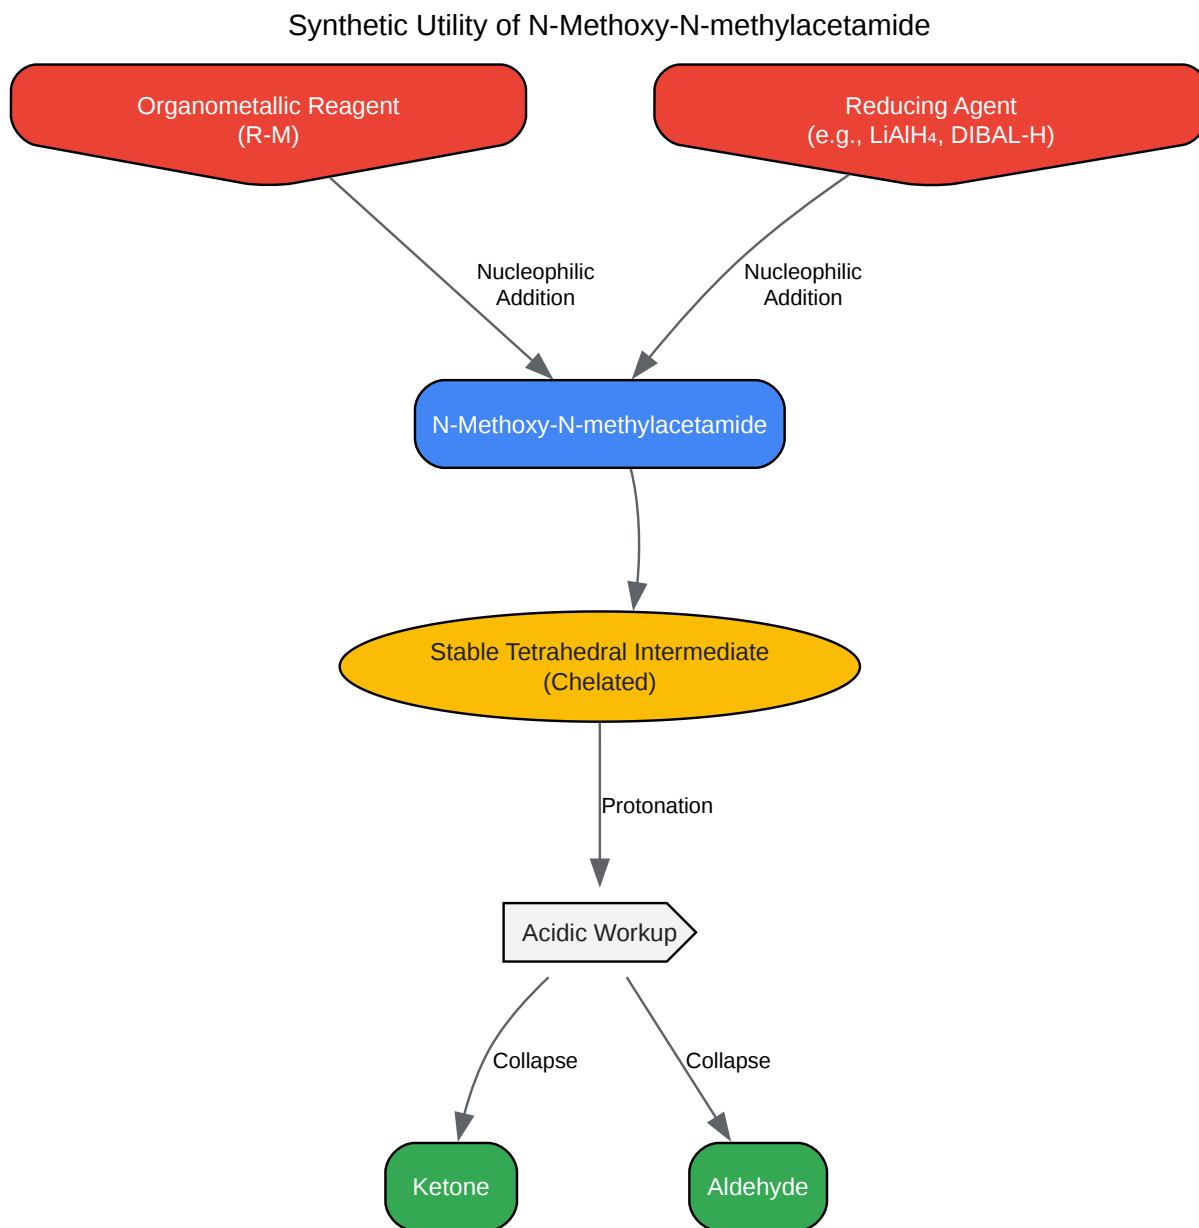 Synthetic Utility of N-Methoxy-N-methylacetamide
Organometallic Reagent
(R-M)
Reducing Agent
(e.g., LiAlH₄, DIBAL-H)
Nucleophilic
Addition
Nucleophilic
Addition
N-Methoxy-N-methylacetamide
Stable Tetrahedral Intermediate
(Chelated)
Protonation
Acidic Workup
Collapse
Collapse
Ketone
Aldehyde